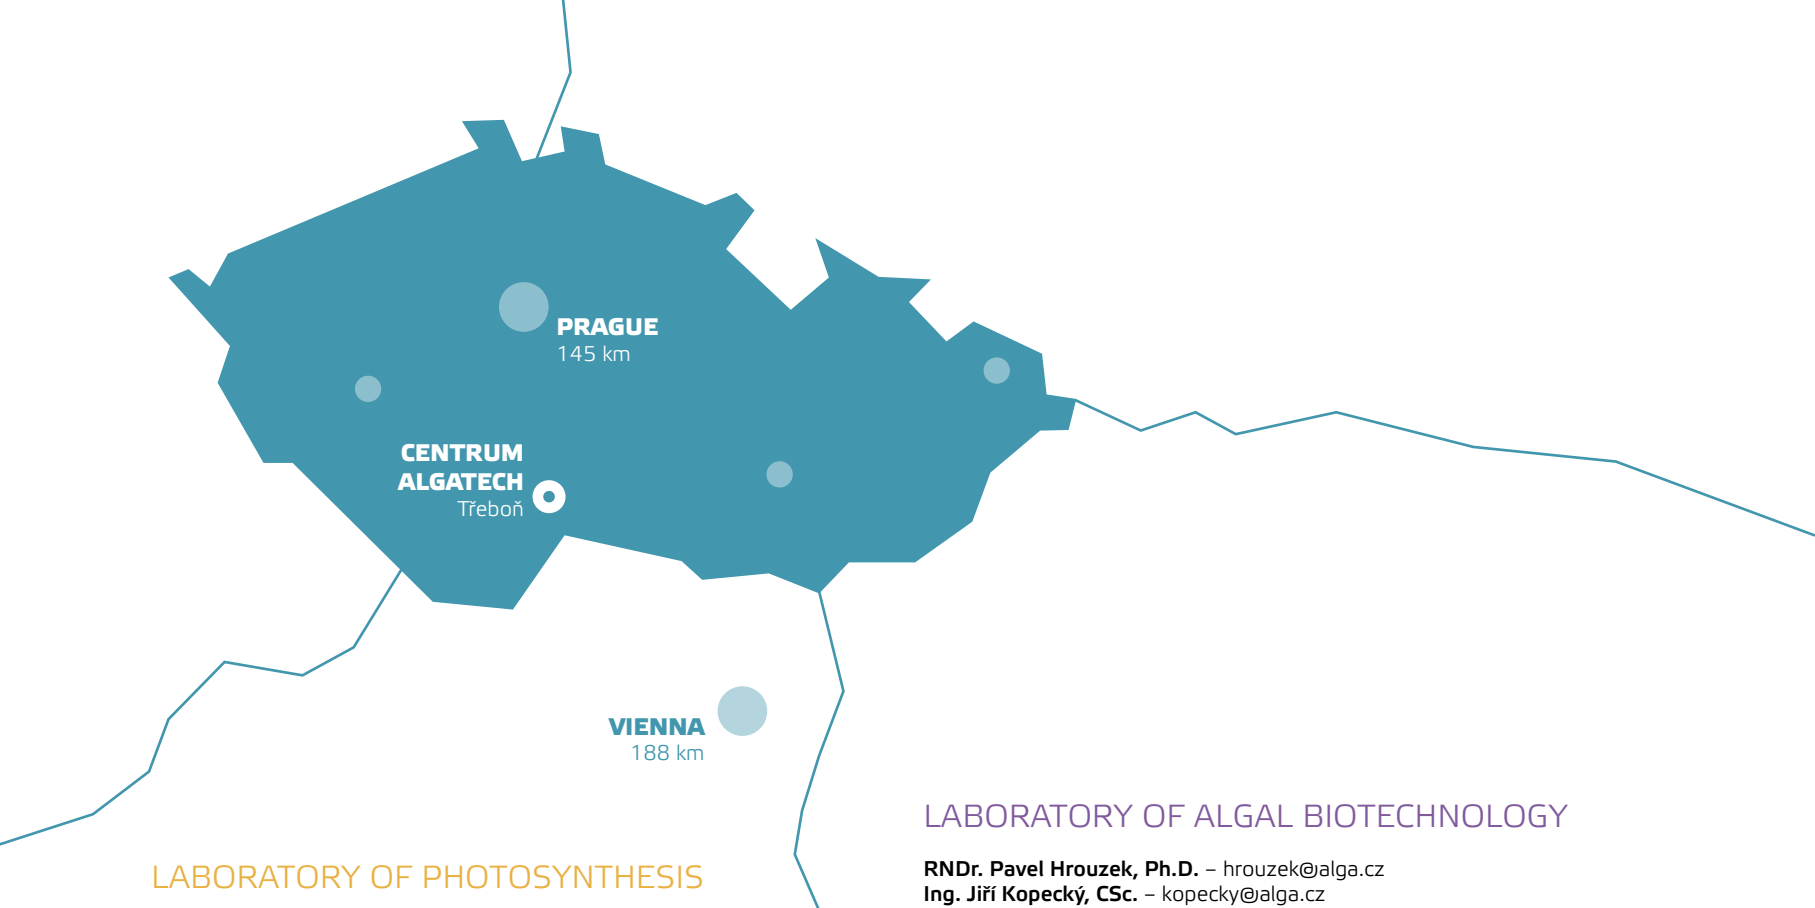 PRAGUE
145 km
CENTRUM
ALGATECH
Třeboň
VIENNA
188 km
LABORATORY OF PHOTOSYNTHESIS
LABORATORY OF ALGAL BIOTECHNOLOGY
RNDr. Pavel Hrouzek, Ph.D. – hrouzek@alga.cz
Ing. Jiří Kopecký, CSc. – kopecky@alga.cz